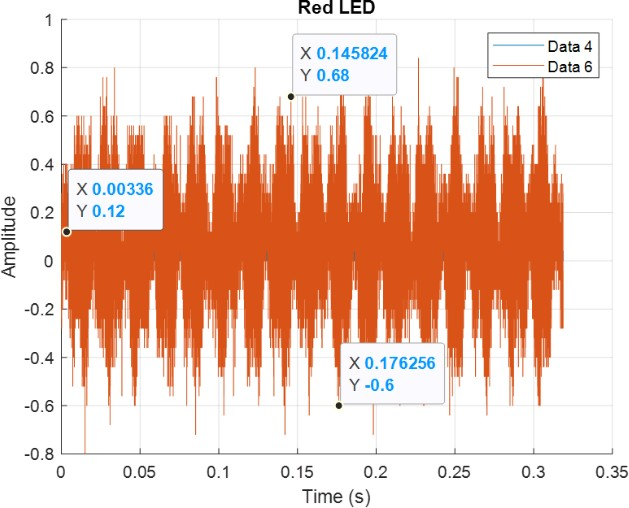 Red LED
1
0.8
0.6
0.4
0.2
0
-0.2
-0.4
-0.6
-0.8
Amplitude
X 0.145824
Y 0.68
Data 4
Data 6
X 0.00336
Y 0.12
X 0.176256
Y -0.6
0
0.05
0.1
0.15
0.2
0.25
0.3
0.35
Time (s)